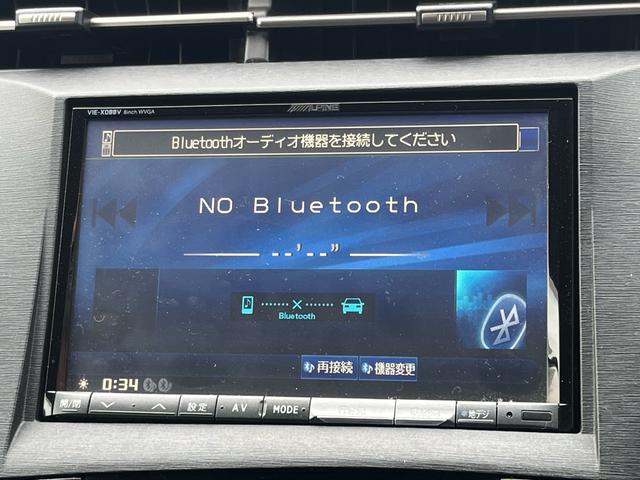 VIE-X088V 8inch WVGA
ALPINE
Bluetoothオーディオ機器を接続してください
NO Bluetooth
--'--"
Bluetooth
再接続
機器変更
0:34
開/閉
設定
AV
MODE
地デジ